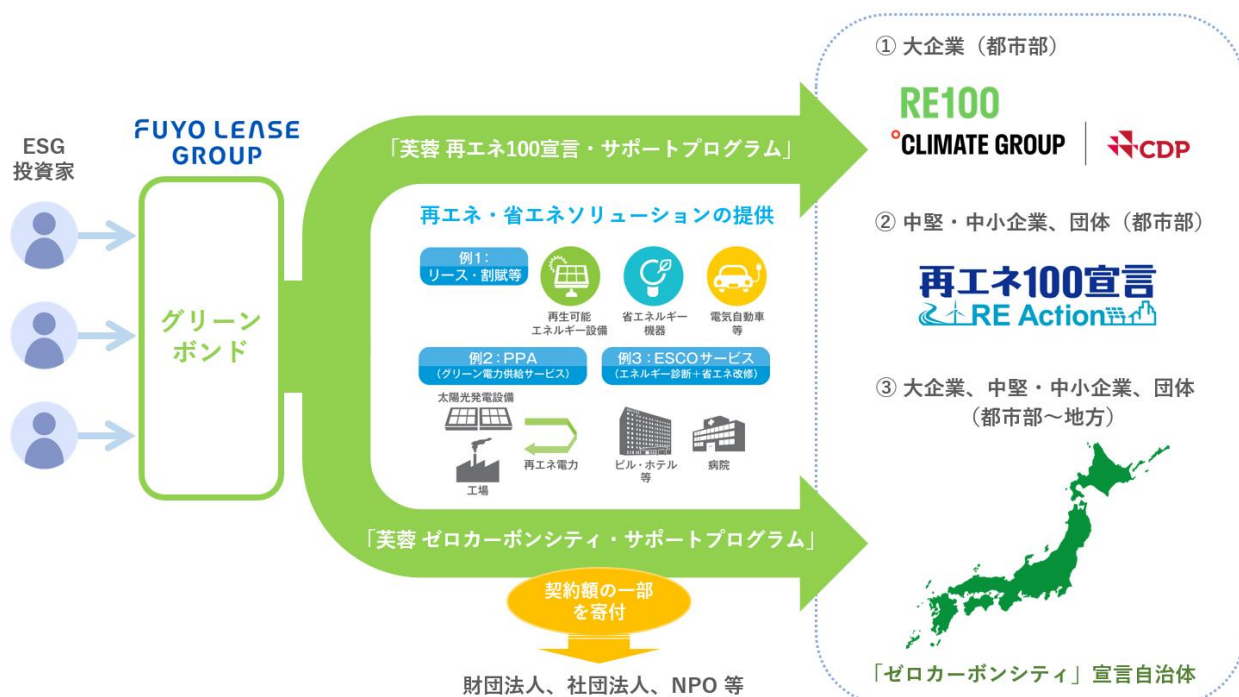 ESG
投資家
FUYO LEASE
GROUP
グリーン
ボンド
「芙蓉 再エネ100宣言・サポートプログラム」
再エネ・省エネソリューションの提供
例1：
リース・割賦等
再生可能
エネルギー設備
省エネルギー
機器
電気自動車
等
例2：PPA
（グリーン電力供給サービス）
太陽光発電設備
工場
再エネ電力
例3：ESCOサービス
（エネルギー診断＋省エネ改修）
ビル・ホテル
等
病院
「芙蓉 ゼロカーボンシティ・サポートプログラム」
契約額の一部
を寄付
財団法人、社団法人、NPO 等
① 大企業（都市部）
RE100
°CLIMATE GROUP
CDP
② 中堅・中小企業、団体（都市部）
再エネ100宣言
RE Action
③ 大企業、中堅・中小企業、団体
（都市部～地方）
「ゼロカーボンシティ」宣言自治体